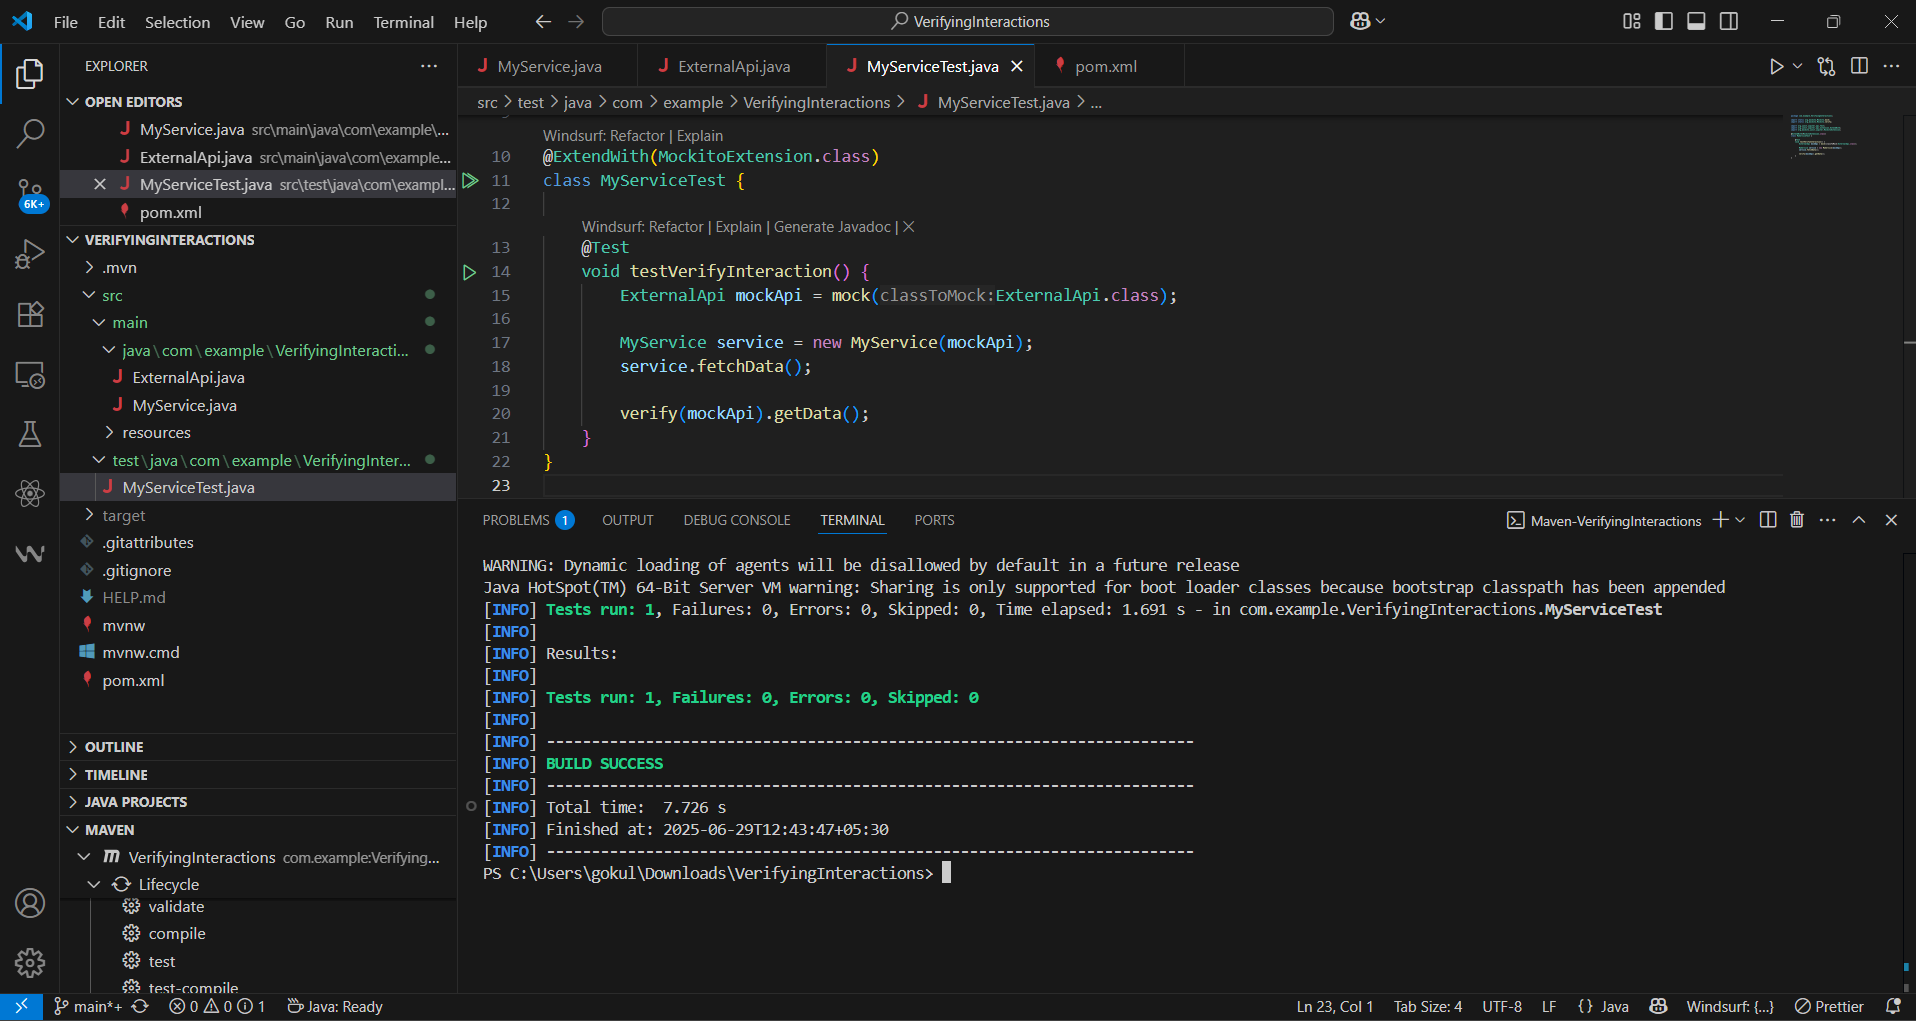 File Edit Selection View Go Run Terminal Help
VerifyingInteractions
EXPLORER
OPEN EDITORS
MyService.java src\main\java\com\example\...
ExternalApi.java src\main\java\com\example...
MyServiceTest.java src\test\java\com\exampl...
pom.xml
VERIFYINGINTERACTIONS
.mvn
src
main
java\com\example\VerifyingInteracti...
ExternalApi.java
MyService.java
resources
test\java\com\example\VerifyingInter...
MyServiceTest.java
target
.gitattributes
.gitignore
HELP.md
mvnw
mvnw.cmd
pom.xml
OUTLINE
TIMELINE
JAVA PROJECTS
MAVEN
VerifyingInteractions com.example:Verifying...
Lifecycle
validate
compile
test
test-compile
6K+
MyService.java ExternalApi.java MyServiceTest.java pom.xml
src > test > java > com > example > VerifyingInteractions > MyServiceTest.java > ...
Windsurf: Refactor | Explain
10 @ExtendWith(MockitoExtension.class)
11 class MyServiceTest {
12
Windsurf: Refactor | Explain | Generate Javadoc | ×
13 @Test
14 void testVerifyInteraction() {
15 ExternalApi mockApi = mock(classToMock:ExternalApi.class);
16
17 MyService service = new MyService(mockApi);
18 service.fetchData();
19
20 verify(mockApi).getData();
21 }
22 }
23
PROBLEMS 1 OUTPUT DEBUG CONSOLE TERMINAL PORTS
Maven-VerifyingInteractions
WARNING: Dynamic loading of agents will be disallowed by default in a future release
Java HotSpot(TM) 64-Bit Server VM warning: Sharing is only supported for boot loader classes because bootstrap classpath has been appended
[INFO] Tests run: 1, Failures: 0, Errors: 0, Skipped: 0, Time elapsed: 1.691 s - in com.example.VerifyingInteractions.MyServiceTest
[INFO]
[INFO] Results:
[INFO]
[INFO] Tests run: 1, Failures: 0, Errors: 0, Skipped: 0
[INFO]
[INFO] ------------------------------------------------------------------------
[INFO] BUILD SUCCESS
[INFO] ------------------------------------------------------------------------
[INFO] Total time:  7.726 s
[INFO] Finished at: 2025-06-29T12:43:47+05:30
[INFO] ------------------------------------------------------------------------
PS C:\Users\gokul\Downloads\VerifyingInteractions>
main*+ 0 0 1 Java: Ready
Ln 23, Col 1 Tab Size: 4 UTF-8 LF {} Java Windsurf: {...} Prettier